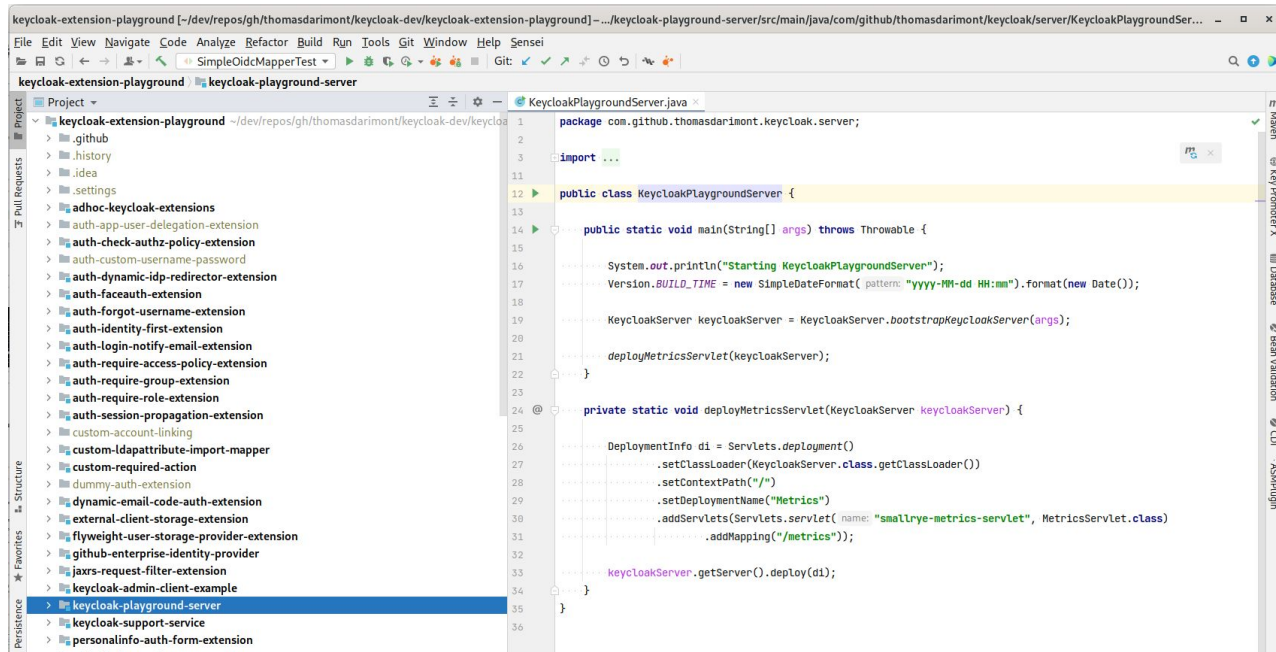 keycloak-extension-playground [~/dev/repos/gh/thomasdarimont/keycloak-dev/keycloak-extension-playground] – .../keycloak-playground-server/src/main/java/com/github/thomasdarimont/keycloak/server/KeycloakPlaygroundSer...
File Edit View Navigate Code Analyze Refactor Build Run Tools Git Window Help Sensei
SimpleOidcMapperTest Git:
keycloak-extension-playground keycloak-playground-server
Project
KeycloakPlaygroundServer.java
keycloak-extension-playground ~/dev/repos/gh/thomasdarimont/keycloak-dev/keycloa
.github
.history
.idea
.settings
adhoc-keycloak-extensions
auth-app-user-delegation-extension
auth-check-authz-policy-extension
auth-custom-username-password
auth-dynamic-idp-redirector-extension
auth-faceauth-extension
auth-forgot-username-extension
auth-identity-first-extension
auth-login-notify-email-extension
auth-require-access-policy-extension
auth-require-group-extension
auth-require-role-extension
auth-session-propagation-extension
custom-account-linking
custom-ldapattribute-import-mapper
custom-required-action
dummy-auth-extension
dynamic-email-code-auth-extension
external-client-storage-extension
flyweight-user-storage-provider-extension
github-enterprise-identity-provider
jaxrs-request-filter-extension
keycloak-admin-client-example
keycloak-playground-server
keycloak-support-service
personalinfo-auth-form-extension
1 package com.github.thomasdarimont.keycloak.server;
2
3 import ...
11
12 public class KeycloakPlaygroundServer {
13
14 public static void main(String[] args) throws Throwable {
15
16 System.out.println("Starting KeycloakPlaygroundServer");
17 Version.BUILD_TIME = new SimpleDateFormat( pattern: "yyyy-MM-dd HH:mm").format(new Date());
18
19 KeycloakServer keycloakServer = KeycloakServer.bootstrapKeycloakServer(args);
20
21 deployMetricsServlet(keycloakServer);
22 }
23
24 @ private static void deployMetricsServlet(KeycloakServer keycloakServer) {
25
26 DeploymentInfo di = Servlets.deployment()
27 .setClassLoader(KeycloakServer.class.getClassLoader())
28 .setContextPath("/")
29 .setDeploymentName("Metrics")
30 .addServlets(Servlets.servlet( name: "smallrye-metrics-servlet", MetricsServlet.class)
31 .addMapping("/metrics"));
32
33 keycloakServer.getServer().deploy(di);
34 }
35 }
36
Project
Pull Requests
Structure
Favorites
Persistence
Maven
Key Promoter X
Database
Bean Validation
CDI